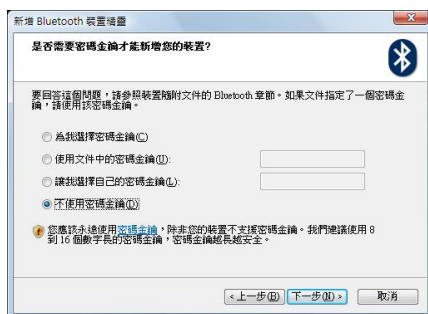 新增 Bluetooth 裝置精靈
是否需要密碼金鑰才能新增您的裝置?
要回答這個問題，請參照裝置隨附文件的 Bluetooth 章節。如果文件指定了一個密碼金
鑰，請使用該密碼金鑰。
為我選擇密碼金鑰(C)
使用文件中的密碼金鑰(U):
讓我選擇自己的密碼金鑰(L):
不使用密碼金鑰(D)
您應該永遠使用密碼金鑰，除非您的裝置不支援密碼金鑰。我們建議使用 8
到 16 個數字長的密碼金鑰，密碼金鑰越長越安全。
<上一步(B) 下一步(N)> 取消